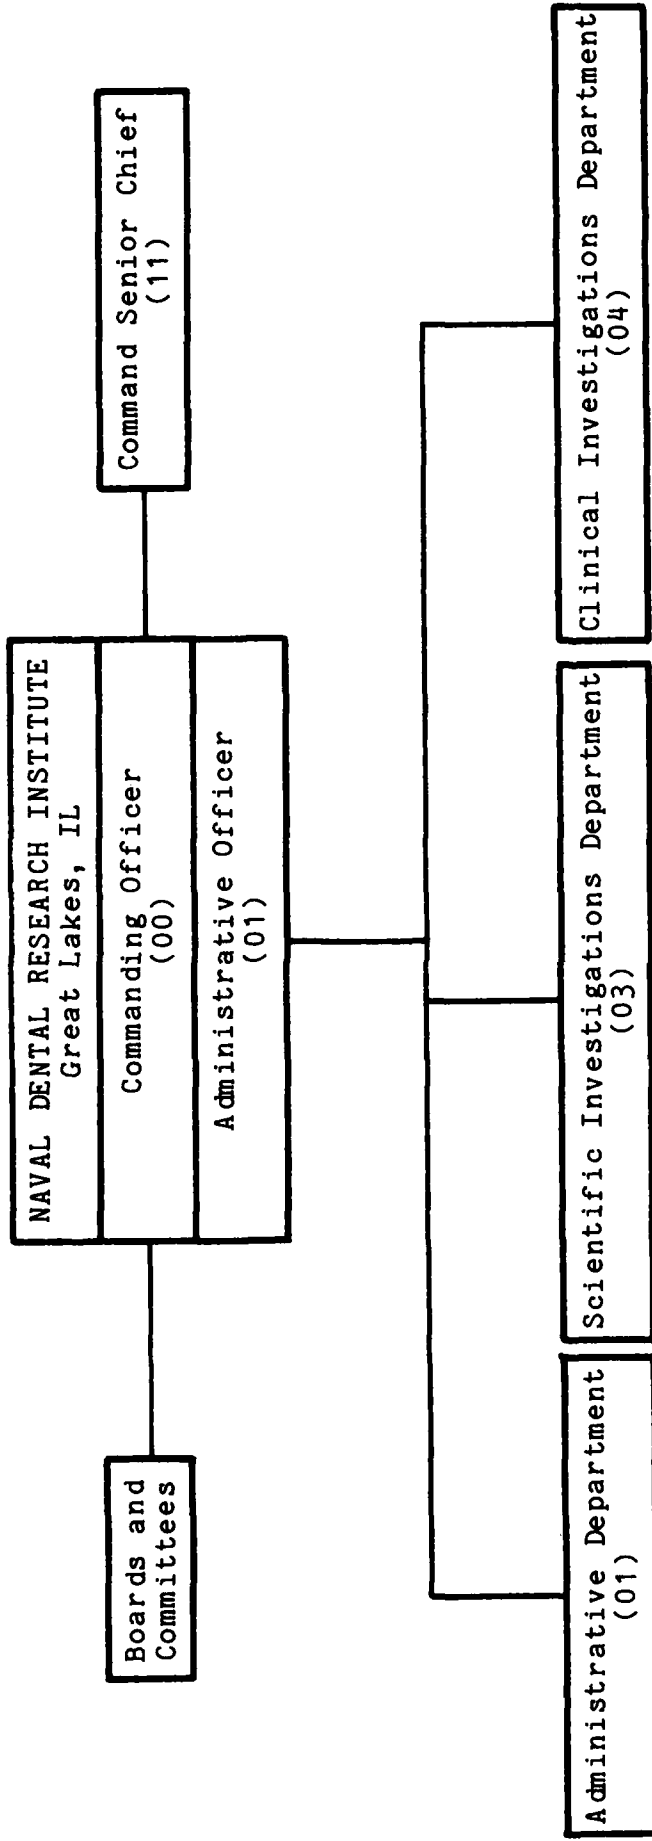 NAVAL DENTAL RESEARCH INSTITUTE
Great Lakes, IL
Commanding Officer
(00)
Administrative Officer
(01)
Boards and
Committees
Command Senior Chief
(11)
Administrative Department
(01)
Scientific Investigations Department
(03)
Clinical Investigations Department
(04)